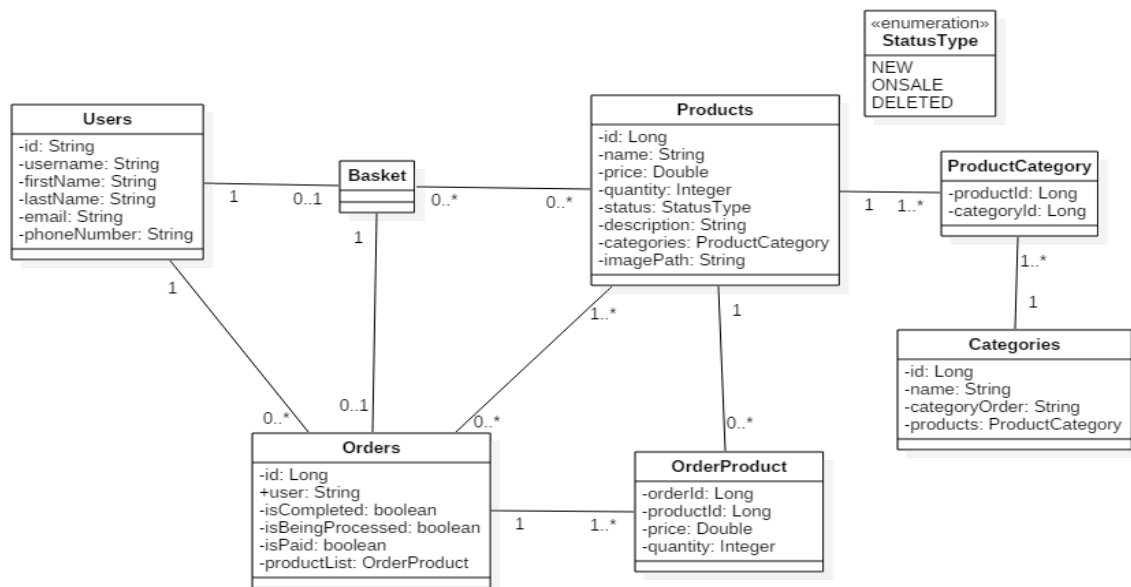 «enumeration»
StatusType
NEW
ONSALE
DELETED
Users
-id: String
-username: String
-firstName: String
-lastName: String
-email: String
-phoneNumber: String
Basket
Products
-id: Long
-name: String
-price: Double
-quantity: Integer
-status: StatusType
-description: String
-categories: ProductCategory
-imagePath: String
ProductCategory
-productId: Long
-categoryId: Long
1
0..1
0..*
0..*
1
1..*
1
1
1..*
1
1..*
1
Categories
-id: Long
-name: String
-categoryOrder: String
-products: ProductCategory
0..*
0..1
0..*
0..*
Orders
-id: Long
+user: String
-isCompleted: boolean
-isBeingProcessed: boolean
-isPaid: boolean
-productList: OrderProduct
1
1..*
OrderProduct
-orderId: Long
-productId: Long
-price: Double
-quantity: Integer